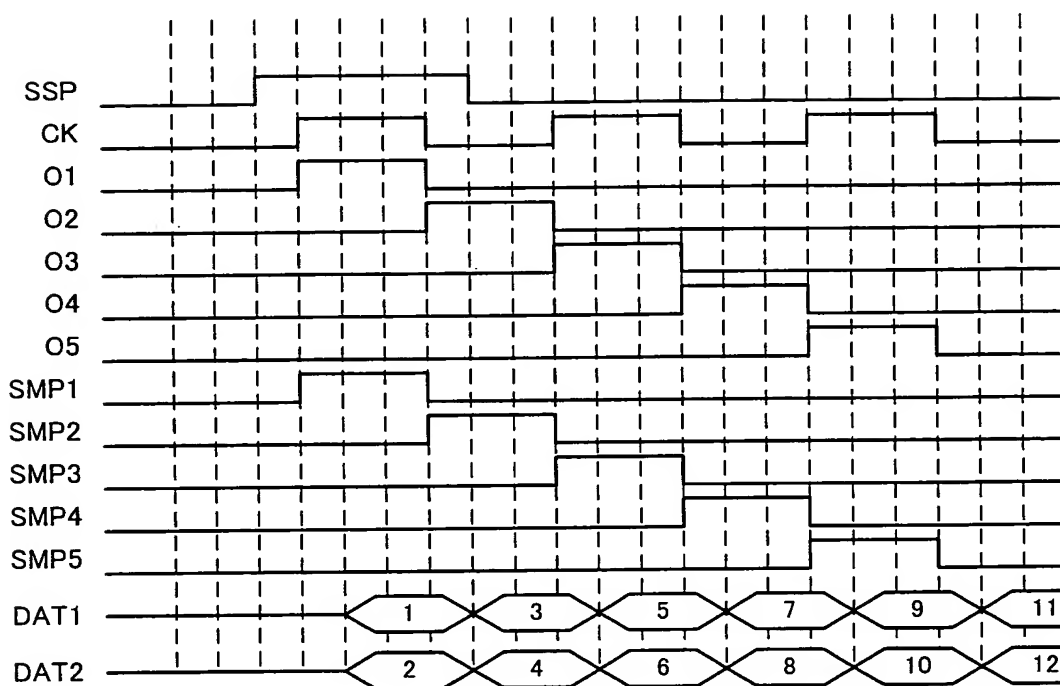 SSP
CK
O1
O2
O3
O4
O5
SMP1
SMP2
SMP3
SMP4
SMP5
DAT1 1 3 5 7 9 11
DAT2 2 4 6 8 10 12